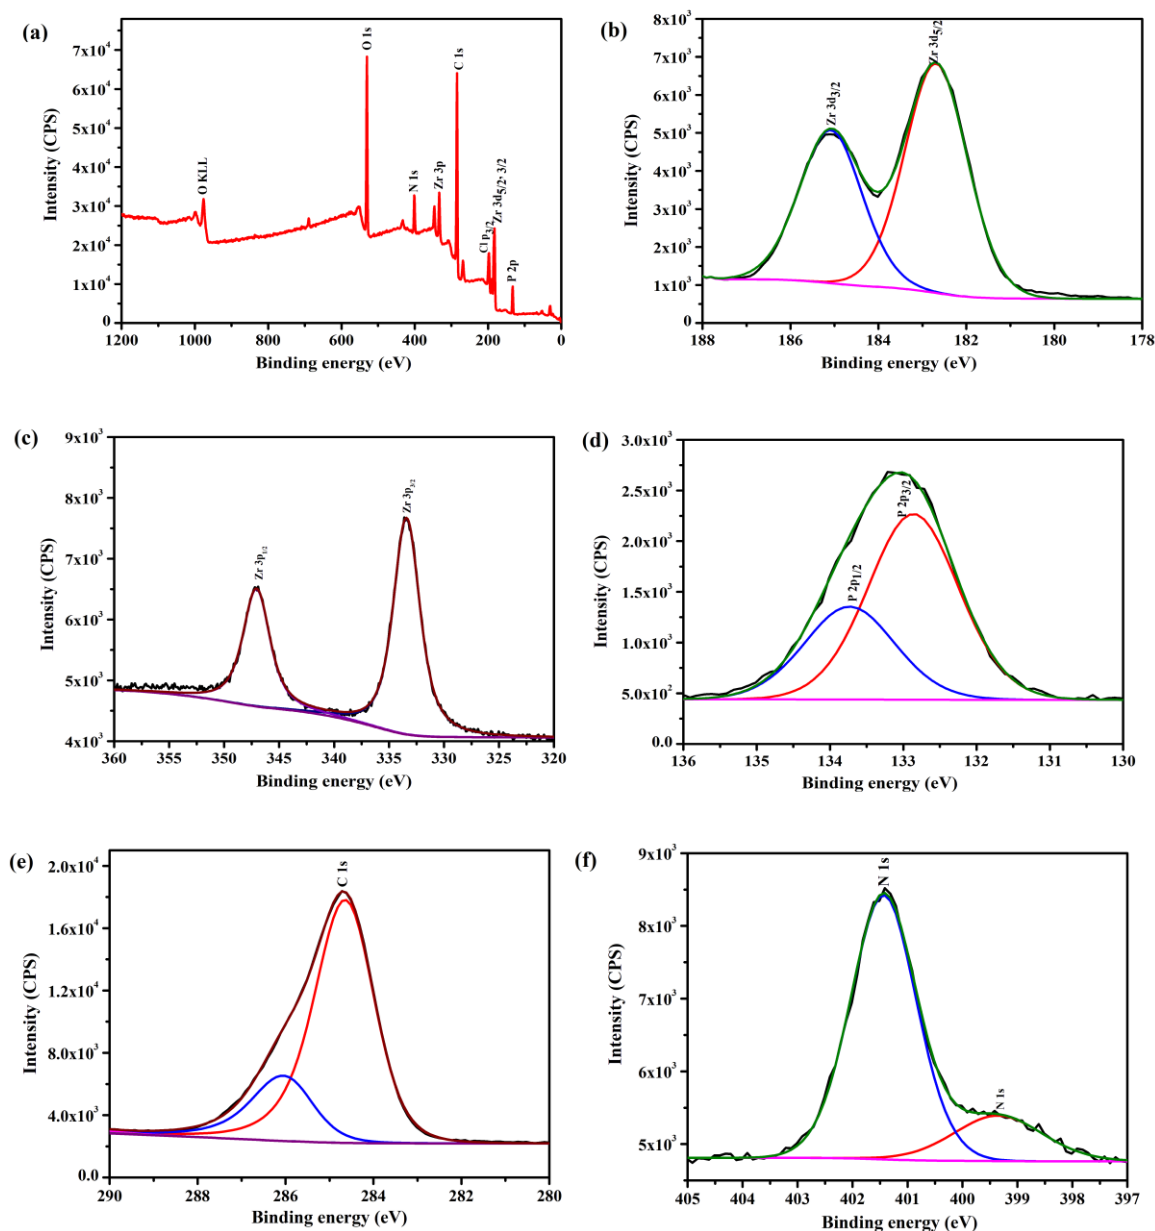 (a)
Intensity (CPS)
7x10⁴
6x10⁴
5x10⁴
4x10⁴
3x10⁴
2x10⁴
1x10⁴
0
O KLL
O 1s
N 1s
Zr 3p
C 1s
Cl p3/2
Zr 3d5/2, 3/2
P 2p
1200 1000 800 600 400 200 0
Binding energy (eV)
(b)
Intensity (CPS)
8x10³
7x10³
6x10³
5x10³
4x10³
3x10³
2x10³
1x10³
0
Zr 3d3/2
Zr 3d5/2
188 186 184 182 180 178
Binding energy (eV)
(c)
Intensity (CPS)
9x10³
8x10³
7x10³
6x10³
5x10³
4x10³
Zr 3p1/2
Zr 3p3/2
360 355 350 345 340 335 330 325 320
Binding energy (eV)
(d)
Intensity (CPS)
3.0x10³
2.5x10³
2.0x10³
1.5x10³
1.0x10³
5.0x10²
0.0
P 2p1/2
P 2p3/2
136 135 134 133 132 131 130
Binding energy (eV)
(e)
Intensity (CPS)
2.0x10⁴
1.6x10⁴
1.2x10⁴
8.0x10³
4.0x10³
0.0
C 1s
290 288 286 284 282 280
Binding energy (eV)
(f)
Intensity (CPS)
9x10³
8x10³
7x10³
6x10³
5x10³
N 1s
N 1s
405 404 403 402 401 400 399 398 397
Binding energy (eV)